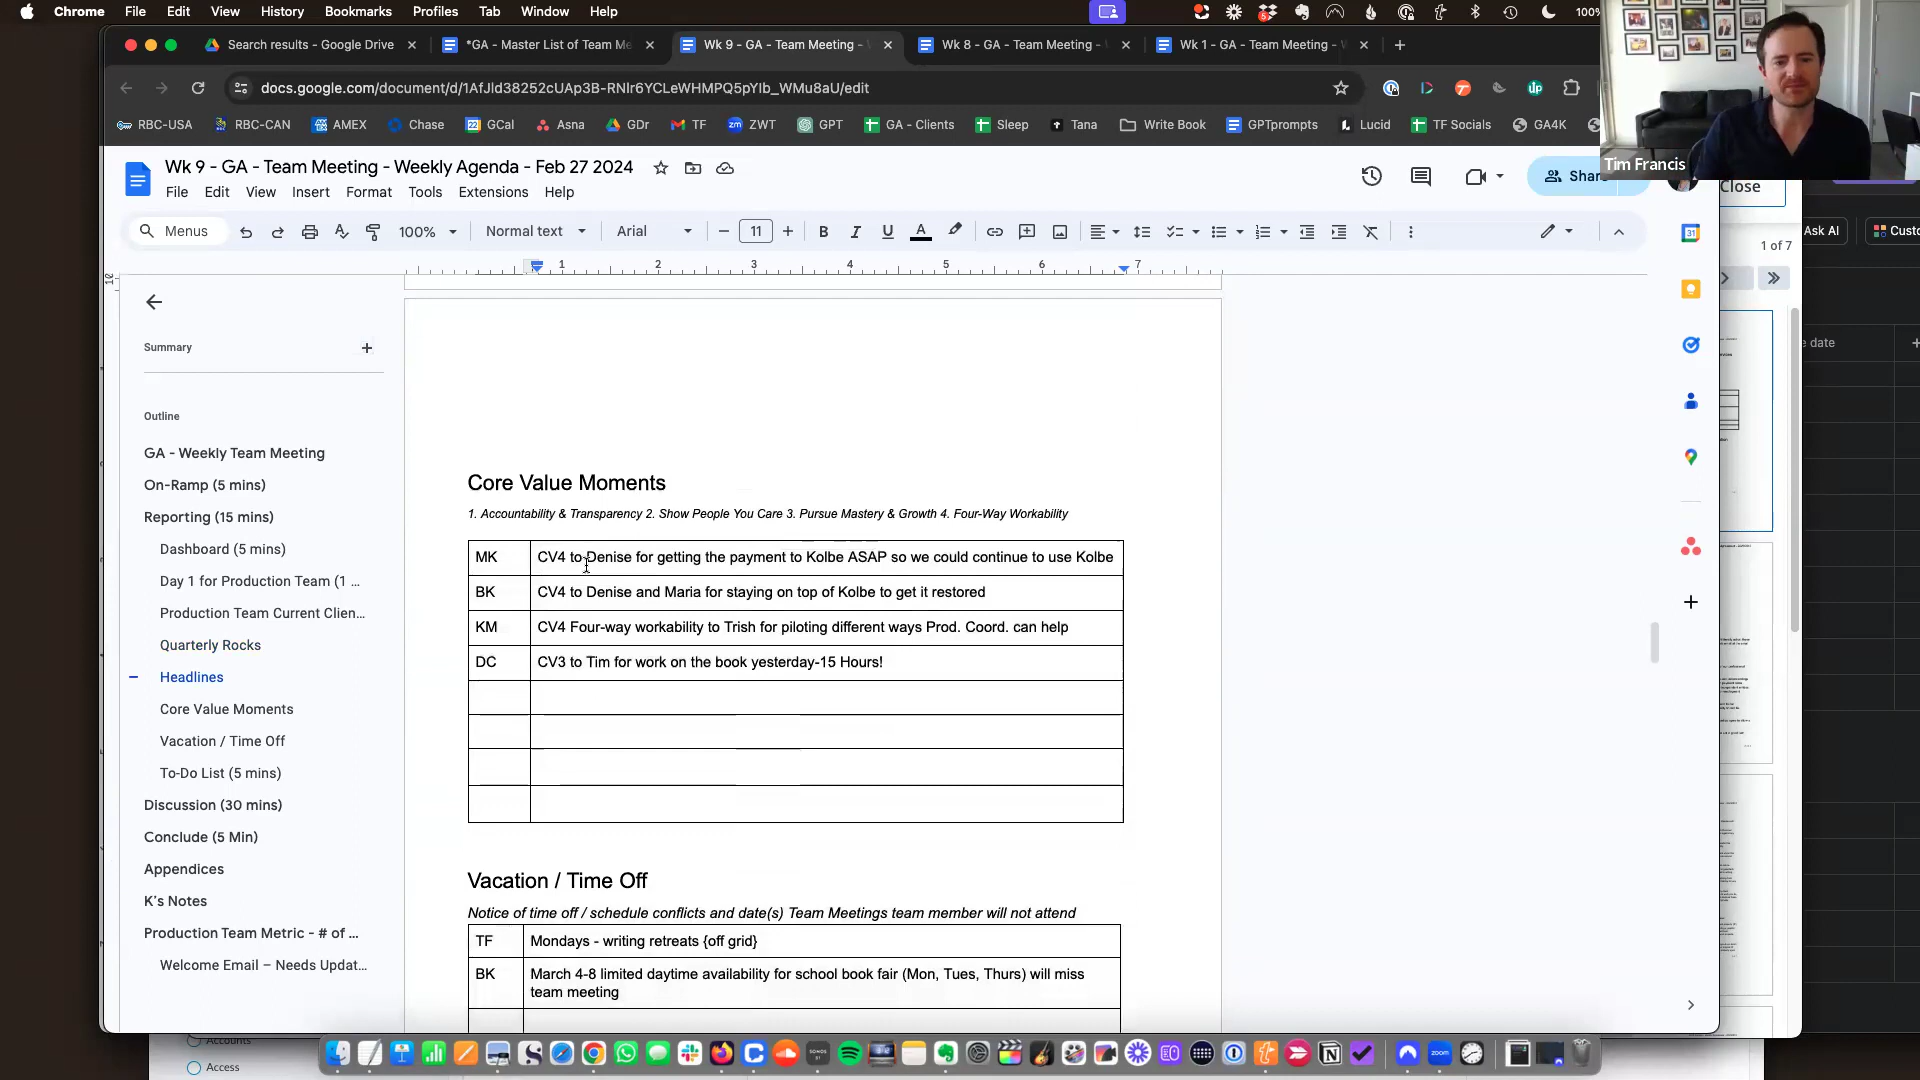 Chrome File Edit View History Bookmarks Profiles Tab Window Help 100%
Search results - Google Drive *GA - Master List of Team Me Wk 9 - GA - Team Meeting - Wk 8 - GA - Team Meeting - Wk 1 - GA - Team Meeting -
docs.google.com/document/d/1AfJld38252cUAp3B-RNlr6YCLeWHMPQ5pYlb_WMu8aU/edit
RBC-USA RBC-CAN AMEX Chase GCal Asna GDr TF ZWT GPT GA - Clients Sleep Tana Write Book GPTprompts Lucid TF Socials GA4K
Tim Francis
Wk 9 - GA - Team Meeting - Weekly Agenda - Feb 27 2024
File Edit View Insert Format Tools Extensions Help
Share
Close
Menus 100% Normal text Arial 11
Ask AI Custo
1 of 7
1 2 3 4 5 6 7
Summary
e date
Outline
GA - Weekly Team Meeting
On-Ramp (5 mins)
Reporting (15 mins)
Dashboard (5 mins)
Day 1 for Production Team (1 ...
Production Team Current Clien...
Quarterly Rocks
Headlines
Core Value Moments
Vacation / Time Off
To-Do List (5 mins)
Discussion (30 mins)
Conclude (5 Min)
Appendices
K's Notes
Production Team Metric - # of ...
Welcome Email – Needs Updat...
Core Value Moments
1. Accountability & Transparency 2. Show People You Care 3. Pursue Mastery & Growth 4. Four-Way Workability
MK CV4 to Denise for getting the payment to Kolbe ASAP so we could continue to use Kolbe
BK CV4 to Denise and Maria for staying on top of Kolbe to get it restored
KM CV4 Four-way workability to Trish for piloting different ways Prod. Coord. can help
DC CV3 to Tim for work on the book yesterday-15 Hours!
Vacation / Time Off
Notice of time off / schedule conflicts and date(s) Team Meetings team member will not attend
TF Mondays - writing retreats {off grid}
BK March 4-8 limited daytime availability for school book fair (Mon, Tues, Thurs) will miss
team meeting
Accounts
Access